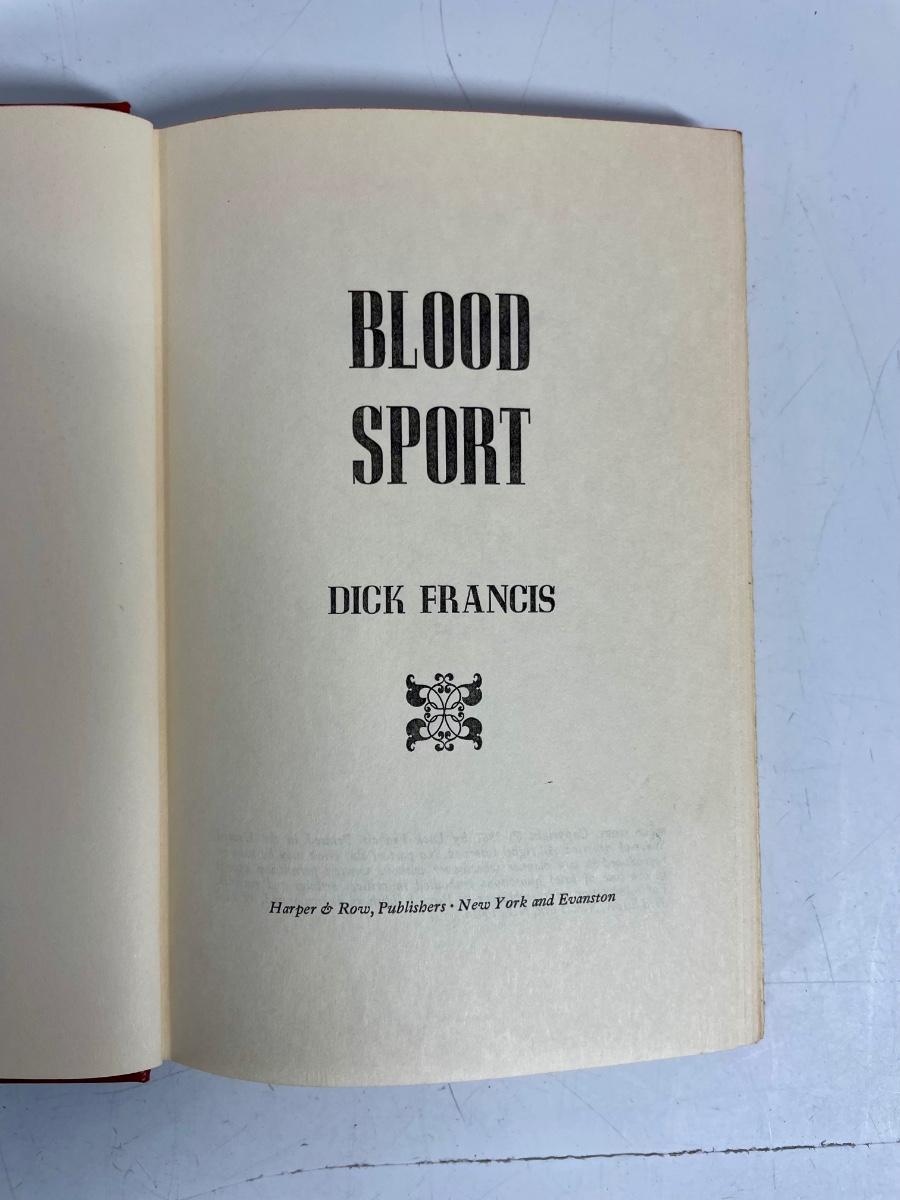 BLOOD
SPORT
DICK FRANCIS
Harper & Row, Publishers • New York and Evanston